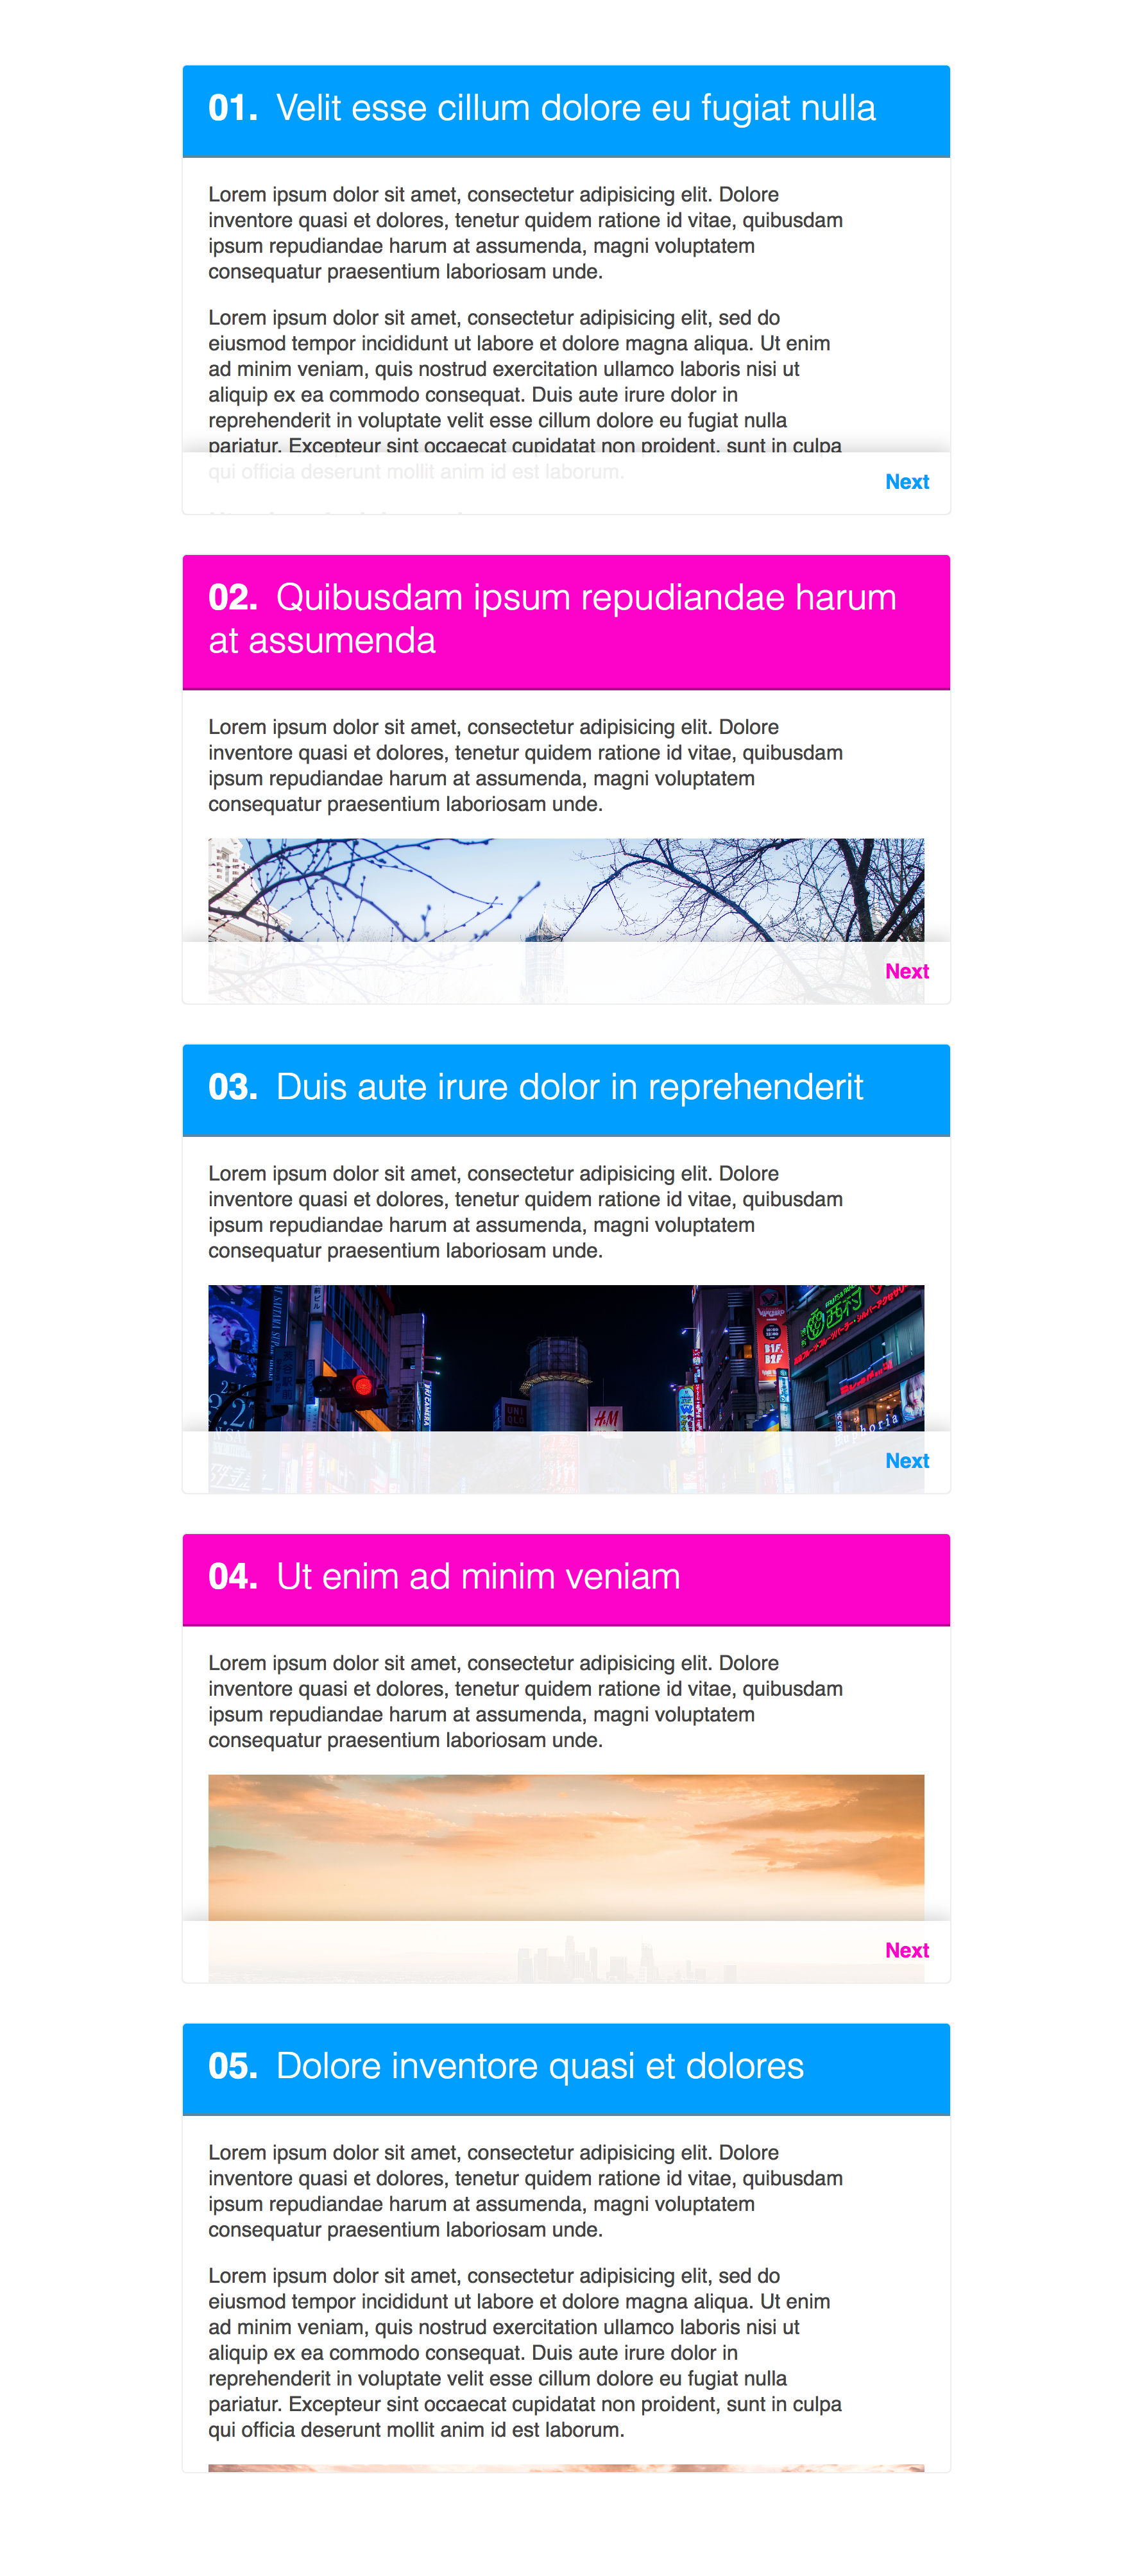 01. Velit esse cillum dolore eu fugiat nulla
Lorem ipsum dolor sit amet, consectetur adipisicing elit. Dolore
inventore quasi et dolores, tenetur quidem ratione id vitae, quibusdam
ipsum repudiandae harum at assumenda, magni voluptatem
consequatur praesentium laboriosam unde.
Lorem ipsum dolor sit amet, consectetur adipisicing elit, sed do
eiusmod tempor incididunt ut labore et dolore magna aliqua. Ut enim
ad minim veniam, quis nostrud exercitation ullamco laboris nisi ut
aliquip ex ea commodo consequat. Duis aute irure dolor in
reprehenderit in voluptate velit esse cillum dolore eu fugiat nulla
pariatur. Excepteur sint occaecat cupidatat non proident, sunt in culpa
qui officia deserunt mollit anim id est laborum.
Next
02. Quibusdam ipsum repudiandae harum
at assumenda
Lorem ipsum dolor sit amet, consectetur adipisicing elit. Dolore
inventore quasi et dolores, tenetur quidem ratione id vitae, quibusdam
ipsum repudiandae harum at assumenda, magni voluptatem
consequatur praesentium laboriosam unde.
Next
03. Duis aute irure dolor in reprehenderit
Lorem ipsum dolor sit amet, consectetur adipisicing elit. Dolore
inventore quasi et dolores, tenetur quidem ratione id vitae, quibusdam
ipsum repudiandae harum at assumenda, magni voluptatem
consequatur praesentium laboriosam unde.
UNI
QLO
H&M
B1F
B2F
西村
Next
04. Ut enim ad minim veniam
Lorem ipsum dolor sit amet, consectetur adipisicing elit. Dolore
inventore quasi et dolores, tenetur quidem ratione id vitae, quibusdam
ipsum repudiandae harum at assumenda, magni voluptatem
consequatur praesentium laboriosam unde.
Next
05. Dolore inventore quasi et dolores
Lorem ipsum dolor sit amet, consectetur adipisicing elit. Dolore
inventore quasi et dolores, tenetur quidem ratione id vitae, quibusdam
ipsum repudiandae harum at assumenda, magni voluptatem
consequatur praesentium laboriosam unde.
Lorem ipsum dolor sit amet, consectetur adipisicing elit, sed do
eiusmod tempor incididunt ut labore et dolore magna aliqua. Ut enim
ad minim veniam, quis nostrud exercitation ullamco laboris nisi ut
aliquip ex ea commodo consequat. Duis aute irure dolor in
reprehenderit in voluptate velit esse cillum dolore eu fugiat nulla
pariatur. Excepteur sint occaecat cupidatat non proident, sunt in culpa
qui officia deserunt mollit anim id est laborum.